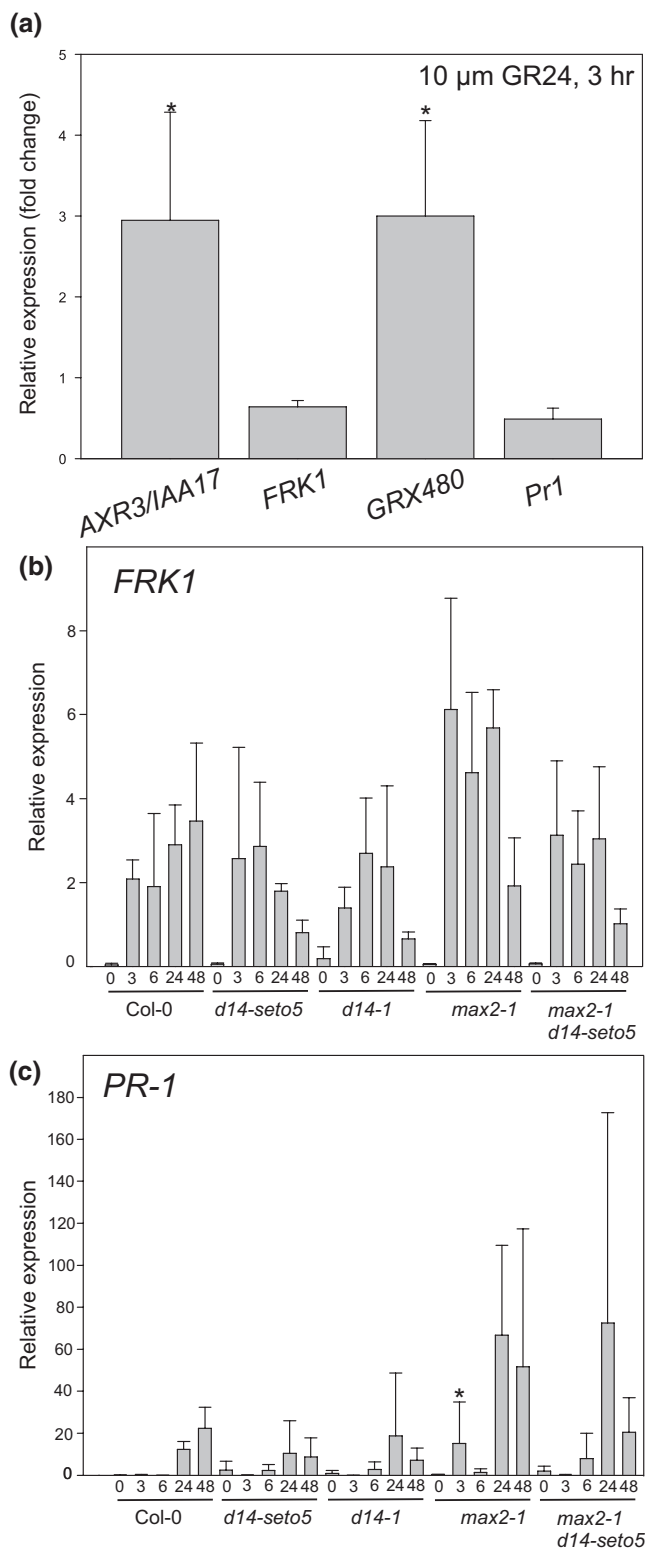 (a)
10 µm GR24, 3 hr
Relative expression (fold change)
5
4
3
2
1
0
*
*
AXR3/IAA17
FRK1
GRX480
Pr1
(b)
FRK1
Relative expression
8
6
4
2
0
0 3 6 24 48 0 3 6 24 48 0 3 6 24 48 0 3 6 24 48 0 3 6 24 48
Col-0 d14-seto5 d14-1 max2-1 max2-1
d14-seto5
(c)
PR-1
Relative expression
180
160
140
120
100
80
60
40
20
0
*
0 3 6 24 48 0 3 6 24 48 0 3 6 24 48 0 3 6 24 48 0 3 6 24 48
Col-0 d14-seto5 d14-1 max2-1 max2-1
d14-seto5